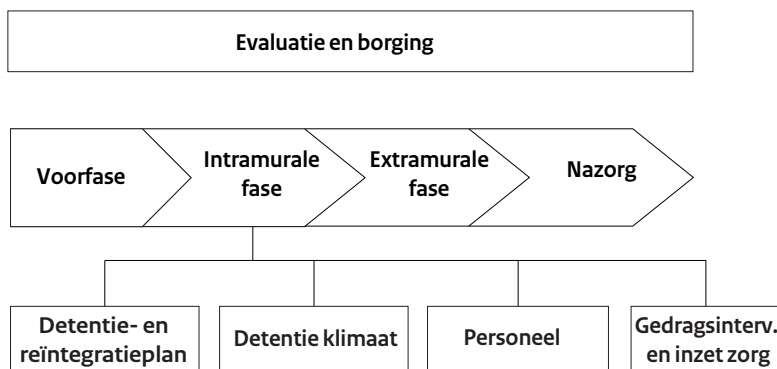 Evaluatie en borging
Voorfase
Intramurale
fase
Extramurale
fase
Nazorg
Detentie- en
reïntegratieplan
Detentie klimaat
Personeel
Gedragsinterv.
en inzet zorg